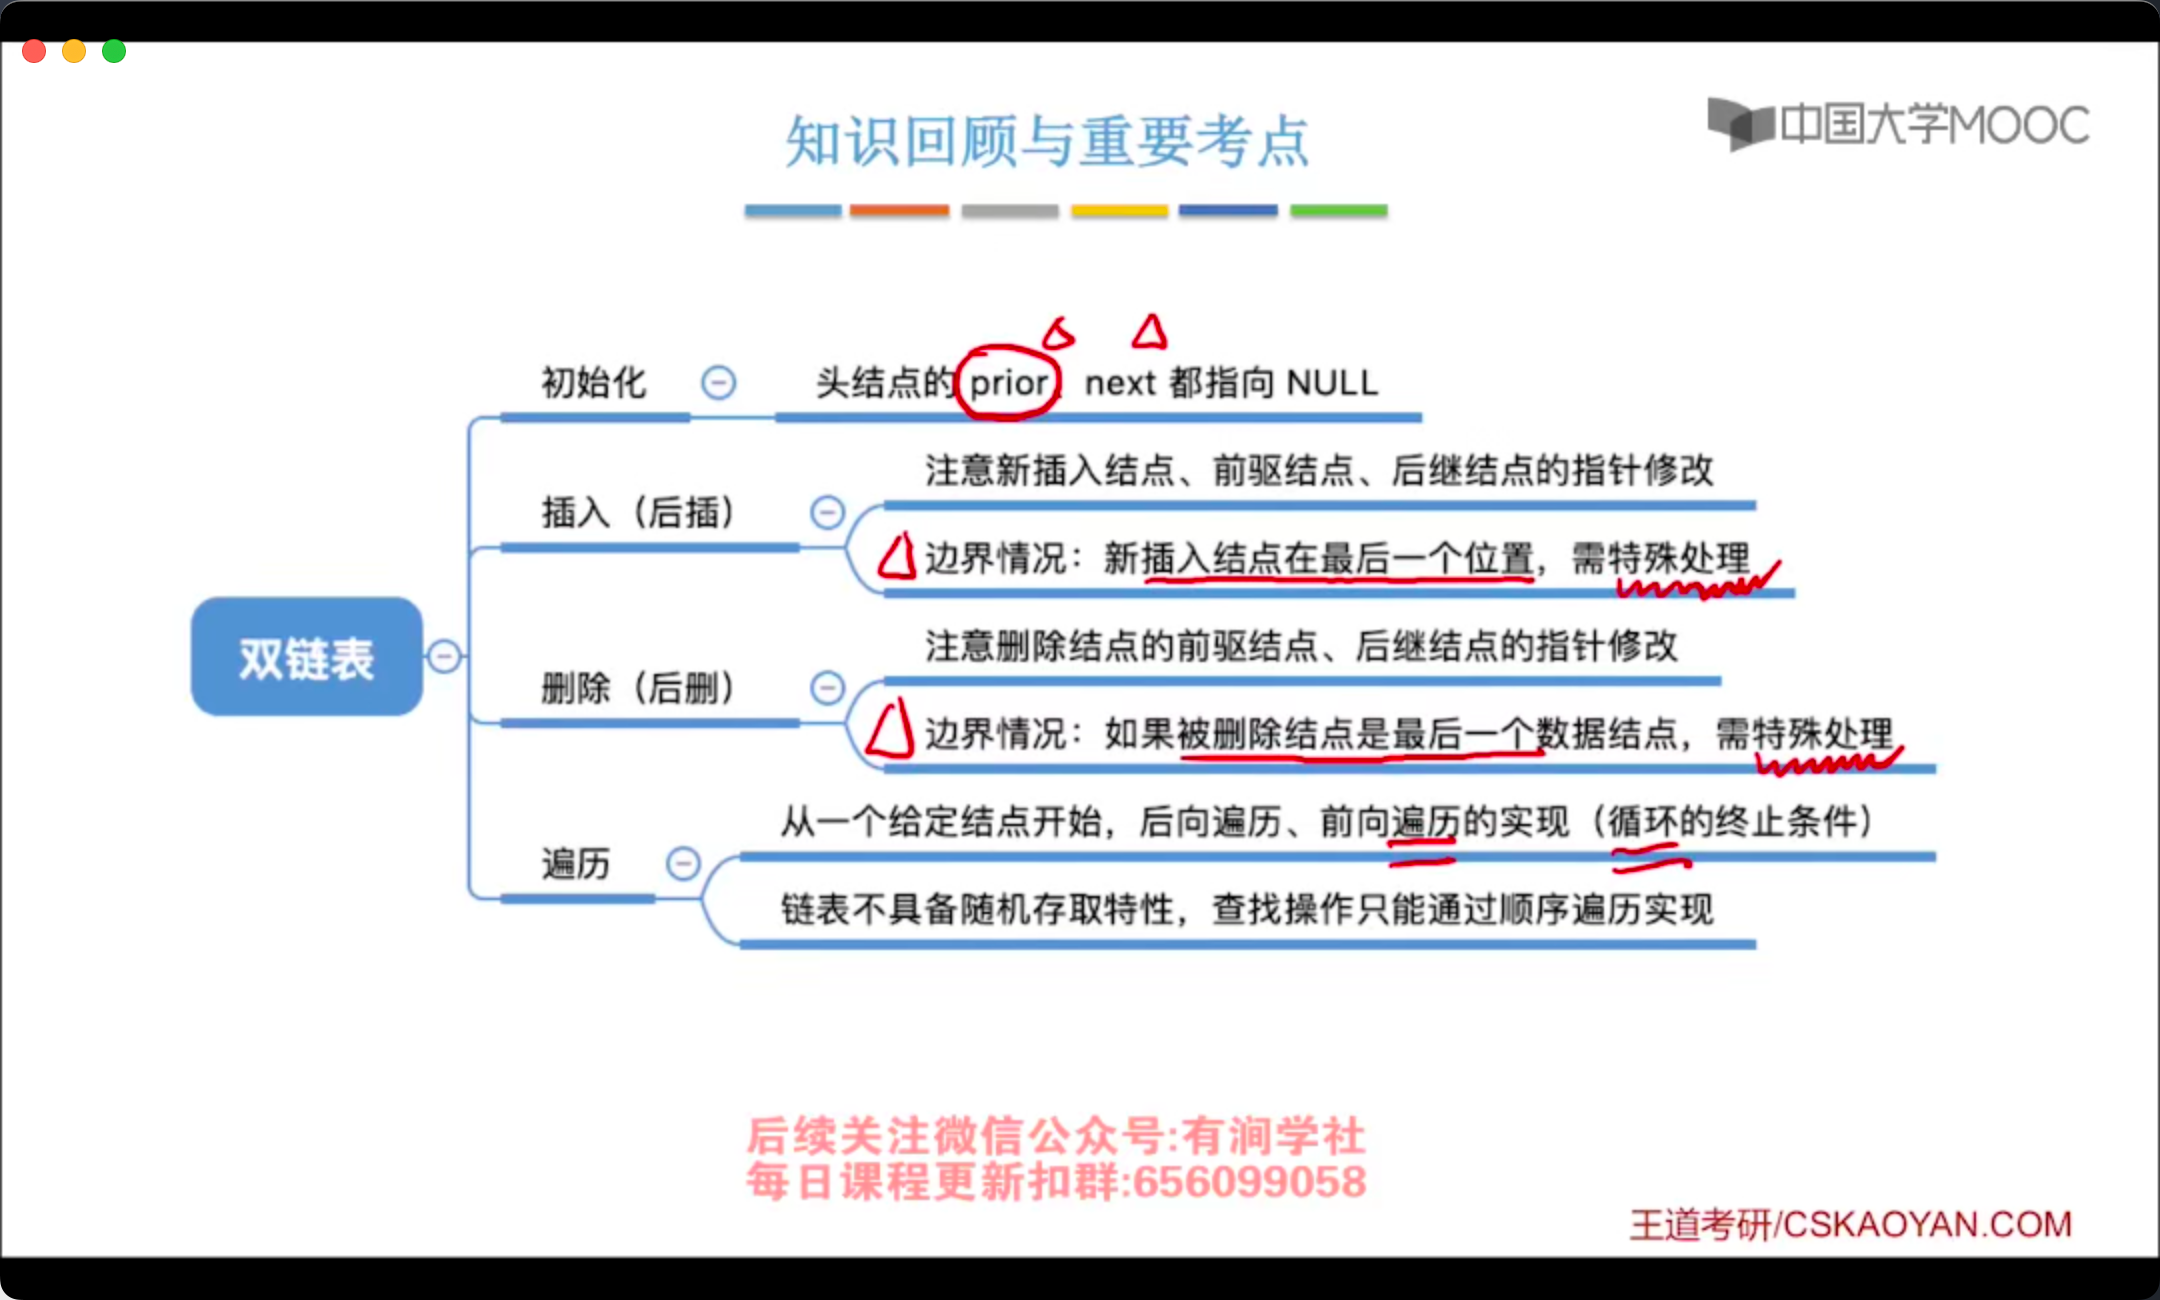 知识回顾与重要考点
中国大学MOOC
初始化
头结点的 prior、next 都指向 NULL
插入（后插）
注意新插入结点、前驱结点、后继结点的指针修改
边界情况：新插入结点在最后一个位置，需特殊处理
双链表
删除（后删）
注意删除结点的前驱结点、后继结点的指针修改
边界情况：如果被删除结点是最后一个数据结点，需特殊处理
遍历
从一个给定结点开始，后向遍历、前向遍历的实现（循环的终止条件）
链表不具备随机存取特性，查找操作只能通过顺序遍历实现
后续关注微信公众号:有涧学社
每日课程更新扣群:656099058
王道考研/CSKAOYAN.COM